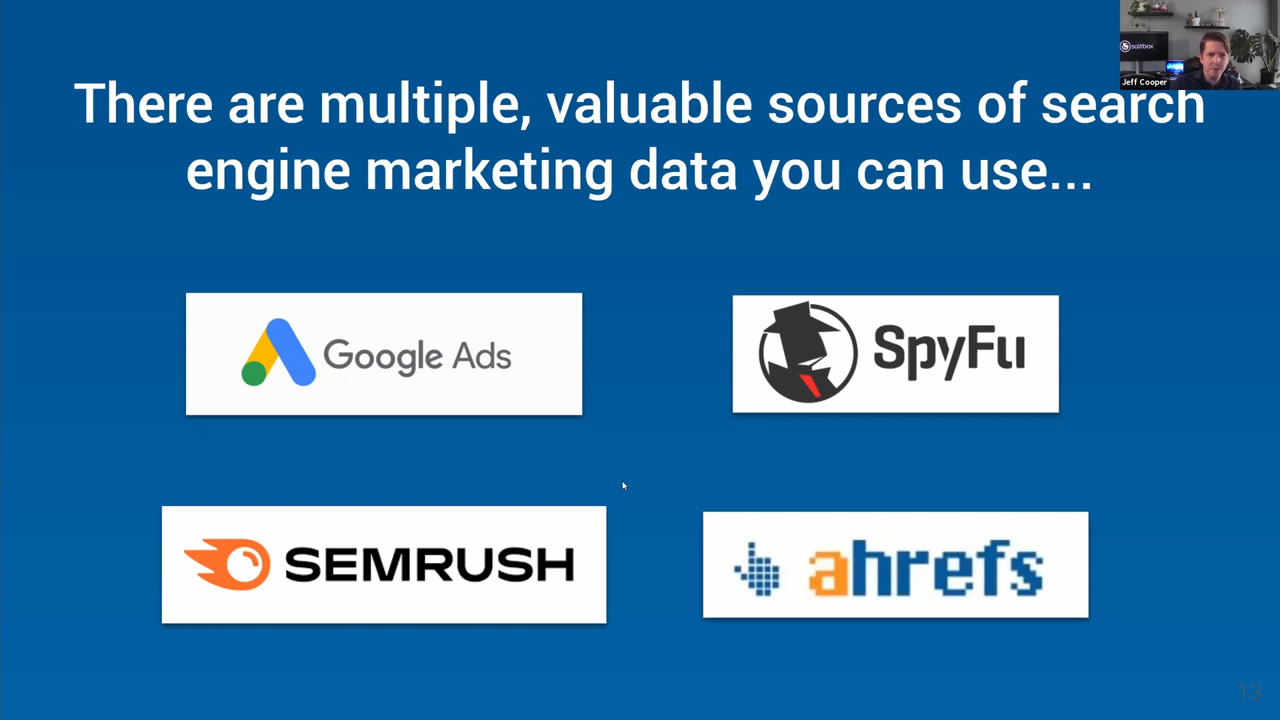 saltbox
Jeff Cooper
There are multiple, valuable sources of search
engine marketing data you can use...
Google Ads
SpyFu
SEMRUSH
ahrefs
13